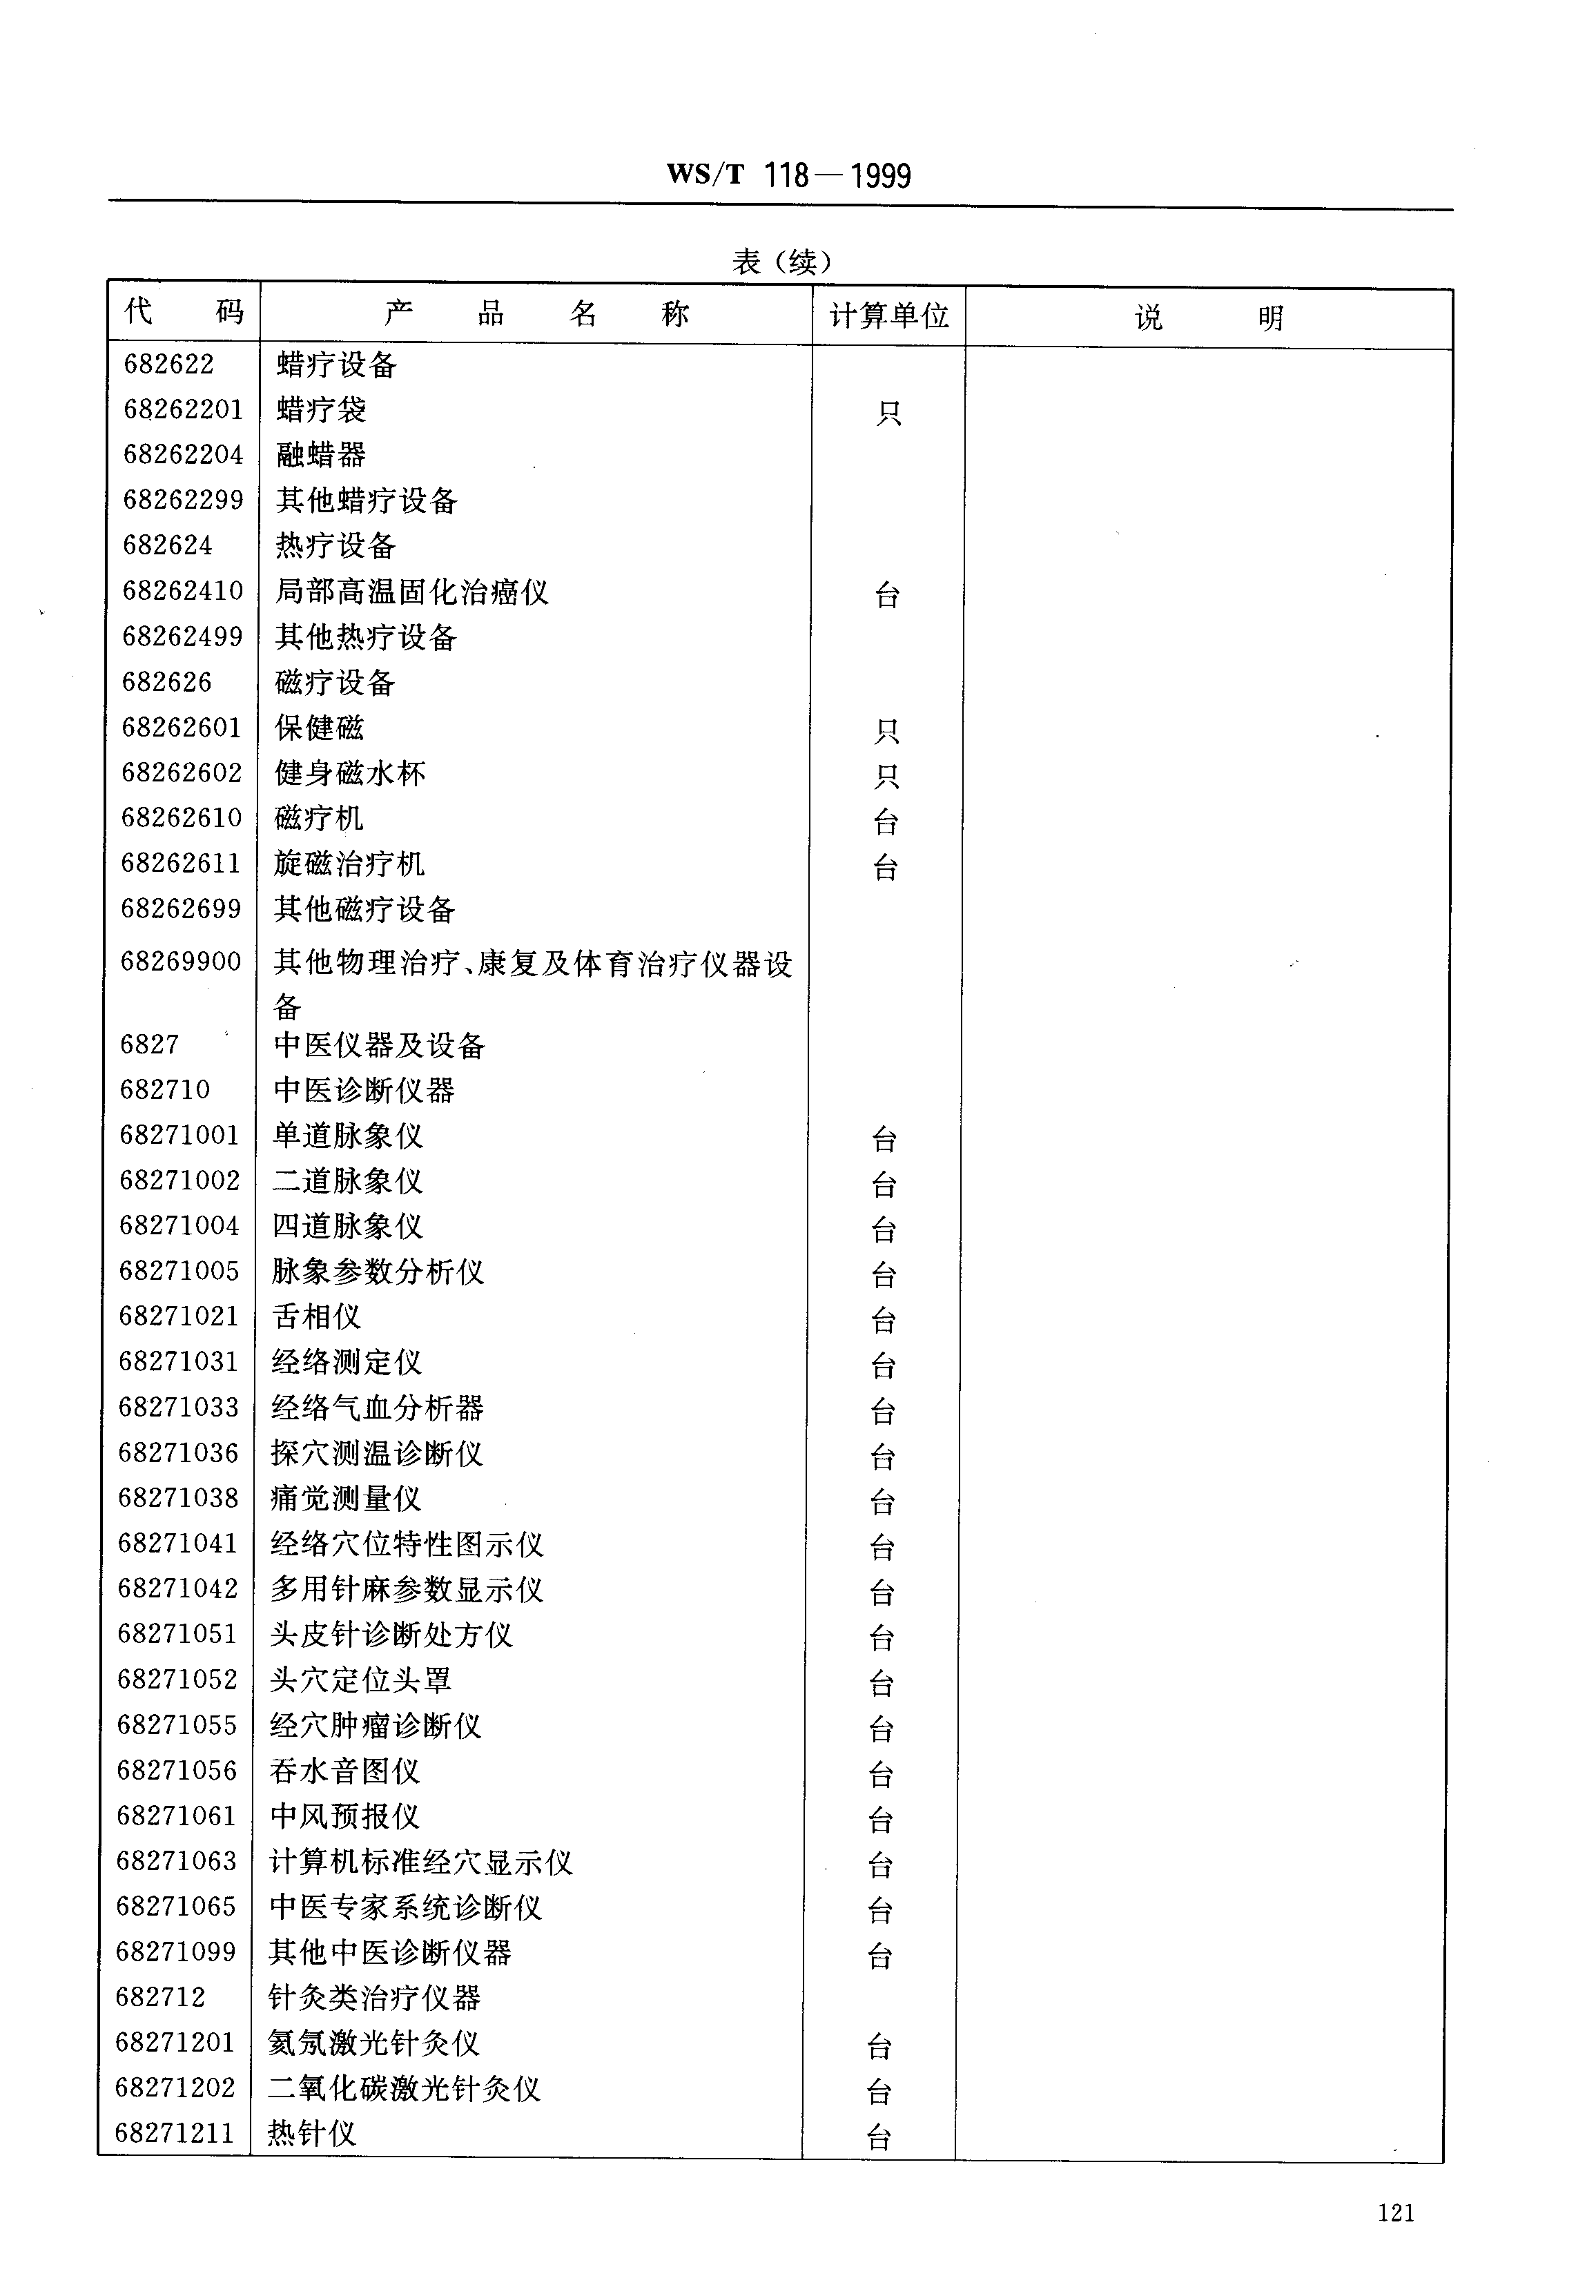 WS/T 118—1999
表（续）
代 码 产 品 名 称 计算单位 说 明
682622 蜡疗设备
68262201 蜡疗袋 只
68262204 融蜡器
68262299 其他蜡疗设备
682624 热疗设备
68262410 局部高温固化治癌仪 台
68262499 其他热疗设备
682626 磁疗设备
68262601 保健磁 只
68262602 健身磁水杯 只
68262610 磁疗机 台
68262611 旋磁治疗机 台
68262699 其他磁疗设备
68269900 其他物理治疗、康复及体育治疗仪器设
备
6827 中医仪器及设备
682710 中医诊断仪器
68271001 单道脉象仪 台
68271002 二道脉象仪 台
68271004 四道脉象仪 台
68271005 脉象参数分析仪 台
68271021 舌相仪 台
68271031 经络测定仪 台
68271033 经络气血分析器 台
68271036 探穴测温诊断仪 台
68271038 痛觉测量仪 台
68271041 经络穴位特性图示仪 台
68271042 多用针麻参数显示仪 台
68271051 头皮针诊断处方仪 台
68271052 头穴定位头罩 台
68271055 经穴肿瘤诊断仪 台
68271056 吞水音图仪 台
68271061 中风预报仪 台
68271063 计算机标准经穴显示仪 台
68271065 中医专家系统诊断仪 台
68271099 其他中医诊断仪器 台
682712 针灸类治疗仪器
68271201 氦氖激光针灸仪 台
68271202 二氧化碳激光针灸仪 台
68271211 热针仪 台
121